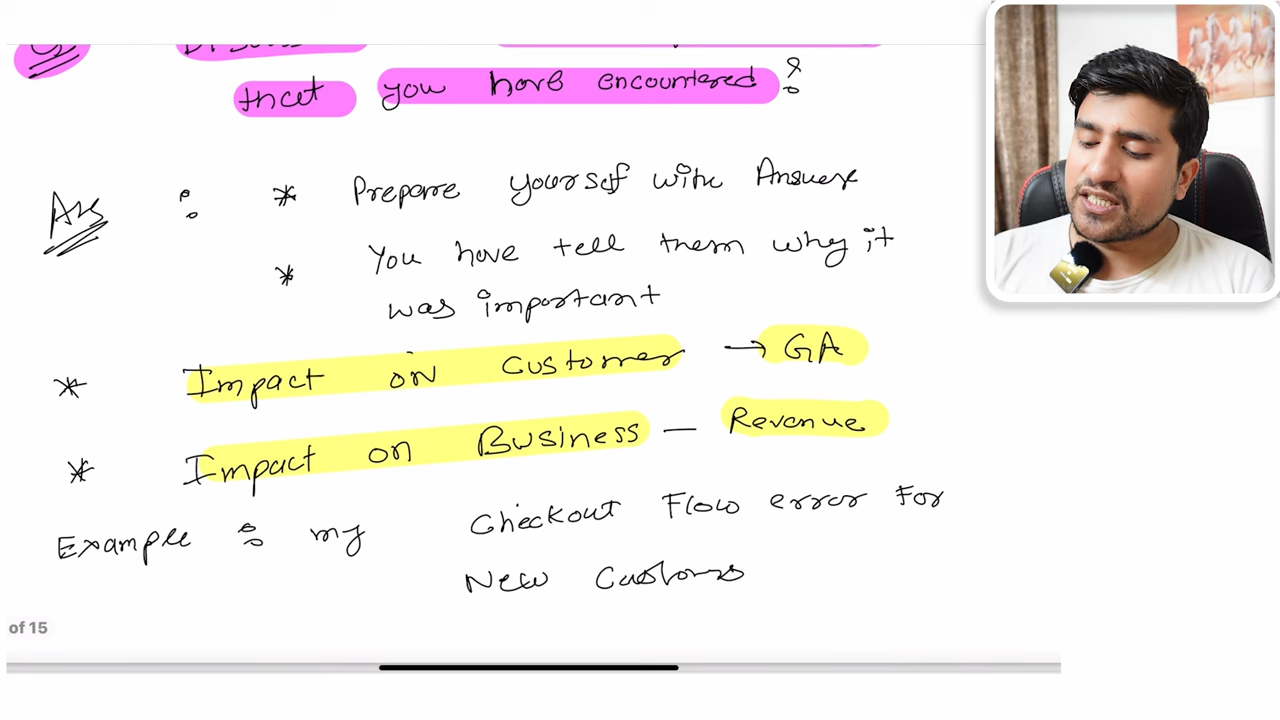 that you have encountered ?
Ans : * Prepare yourself with Answer
* You have tell them why it
was important
* Impact on Customer → GA
* Impact on Business — Revenue
Example : my Checkout Flow error For
New Customers
of 15